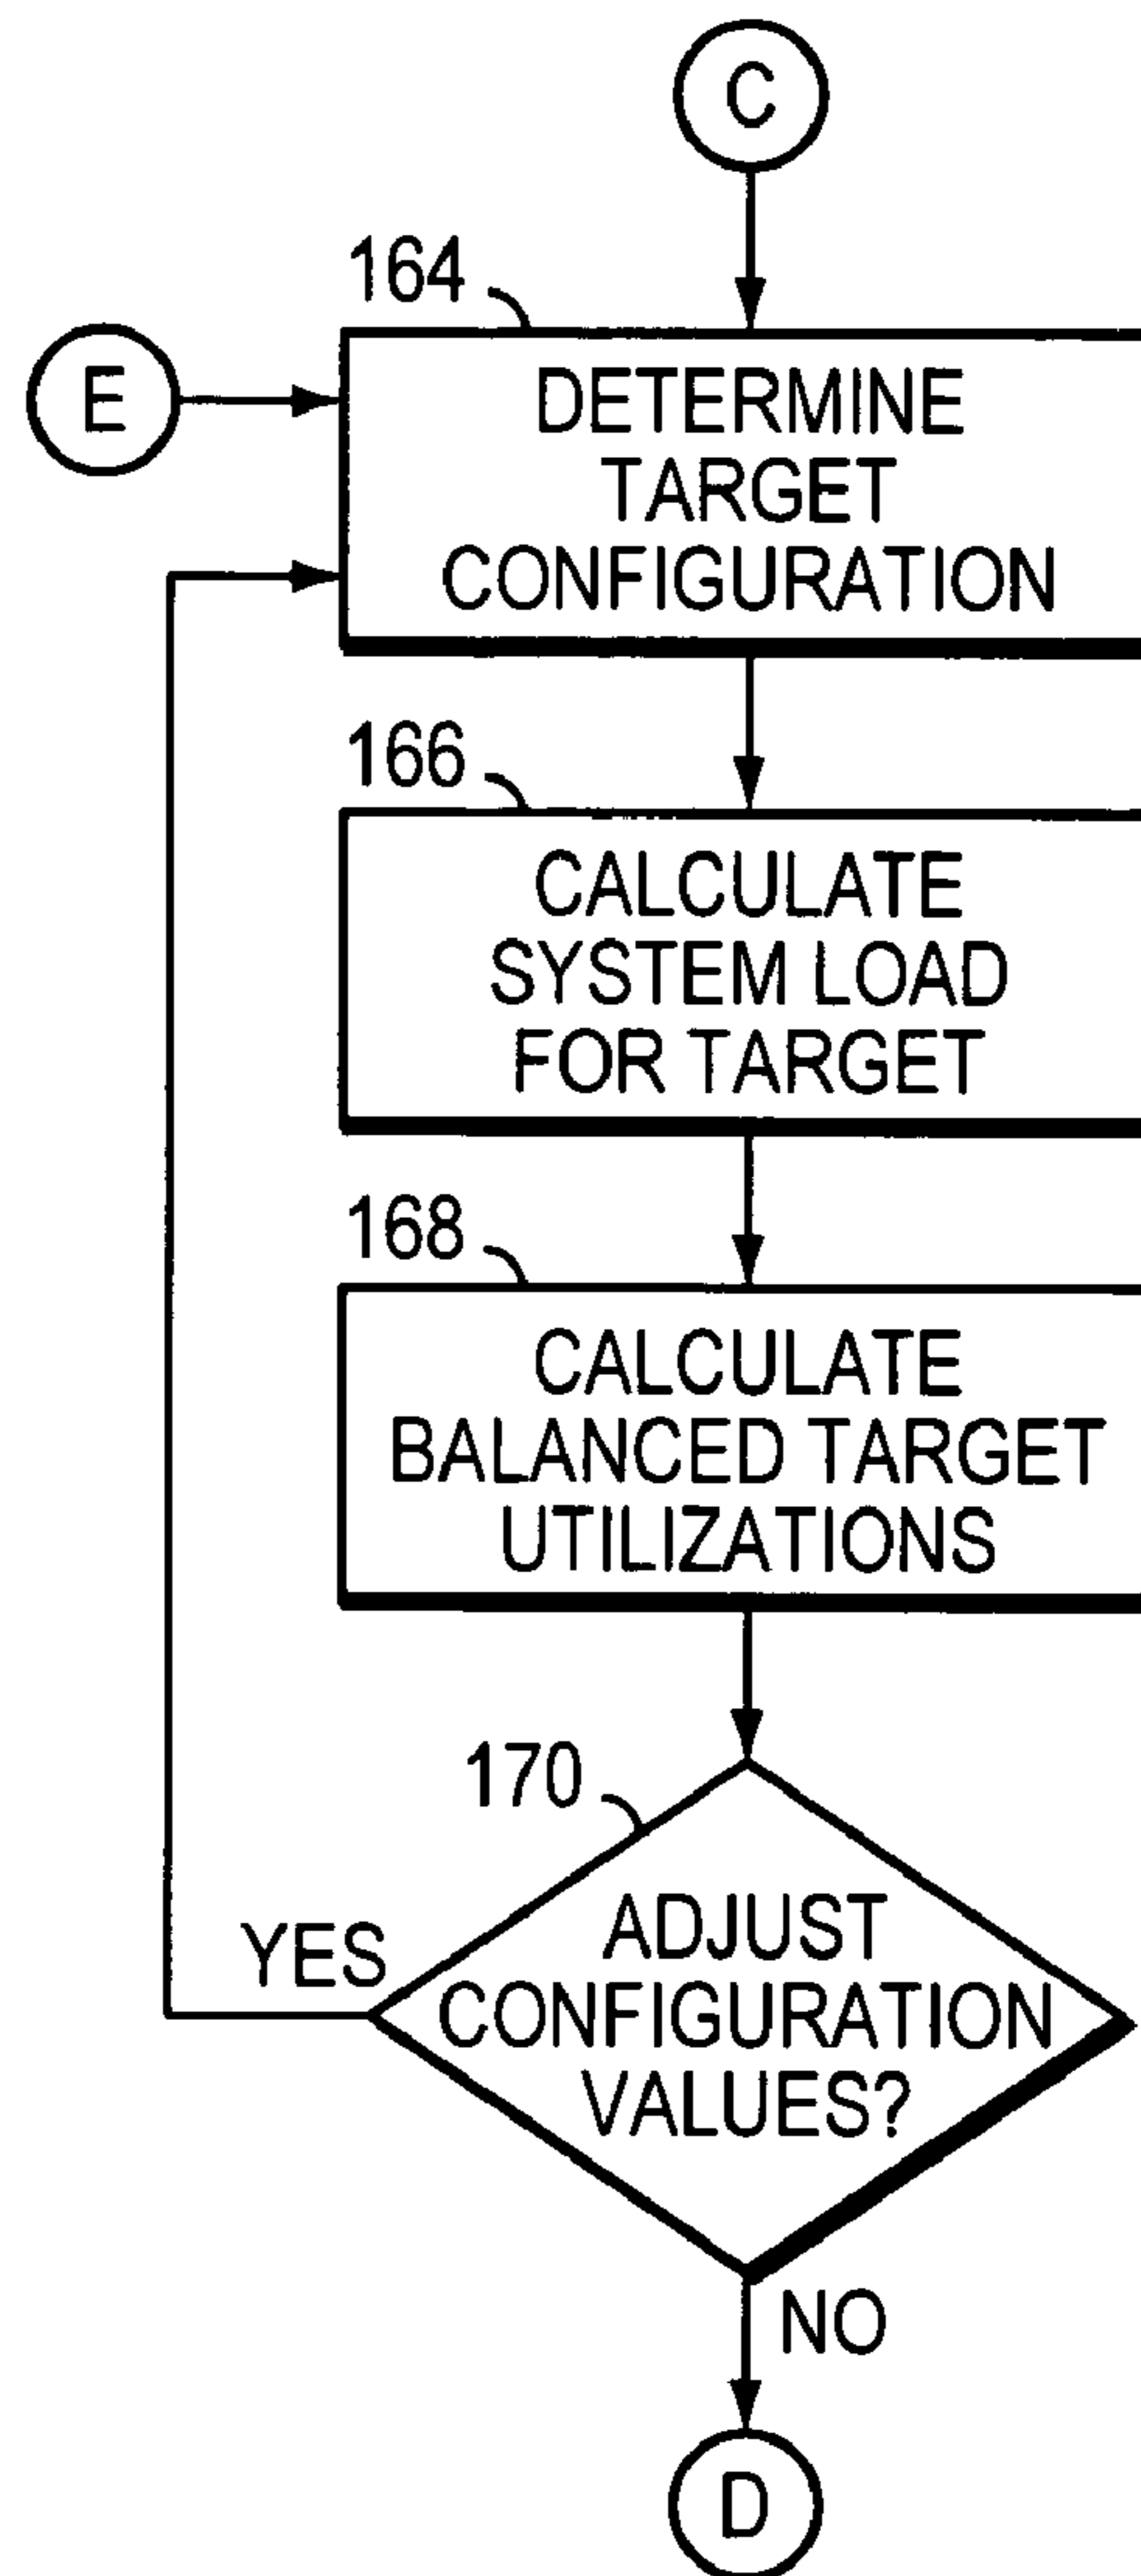 C
164
E
DETERMINE
TARGET
CONFIGURATION
166
CALCULATE
SYSTEM LOAD
FOR TARGET
168
CALCULATE
BALANCED TARGET
UTILIZATIONS
170
YES
ADJUST
CONFIGURATION
VALUES?
NO
D